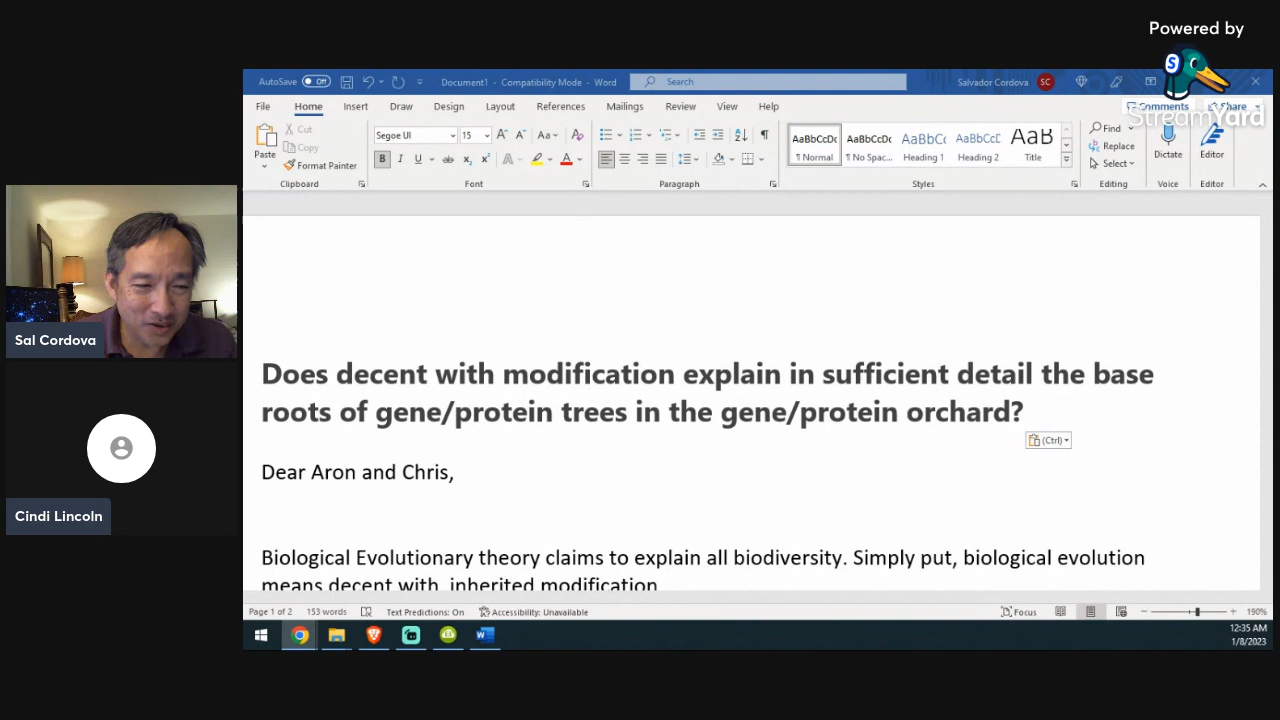 Powered by
S
StreamYard
AutoSave Off
Document1 - Compatibility Mode - Word
Search
Salvador Cordova SC
File Home Insert Draw Design Layout References Mailings Review View Help
Comments Share
Paste
Cut
Copy
Format Painter
Clipboard
Segoe UI 15
Font
Paragraph
AaBbCcDc AaBbCcDc AaBbCc AaBbCcD AaB
¶ Normal ¶ No Spac... Heading 1 Heading 2 Title
Styles
Find
Replace
Select
Editing
Dictate
Voice
Editor
Editor
Does decent with modification explain in sufficient detail the base
roots of gene/protein trees in the gene/protein orchard?
(Ctrl)
Dear Aron and Chris,
Biological Evolutionary theory claims to explain all biodiversity. Simply put, biological evolution
means decent with inherited modification
Sal Cordova
Cindi Lincoln
Page 1 of 2 153 words Text Predictions: On Accessibility: Unavailable Focus 190%
12:35 AM
1/8/2023